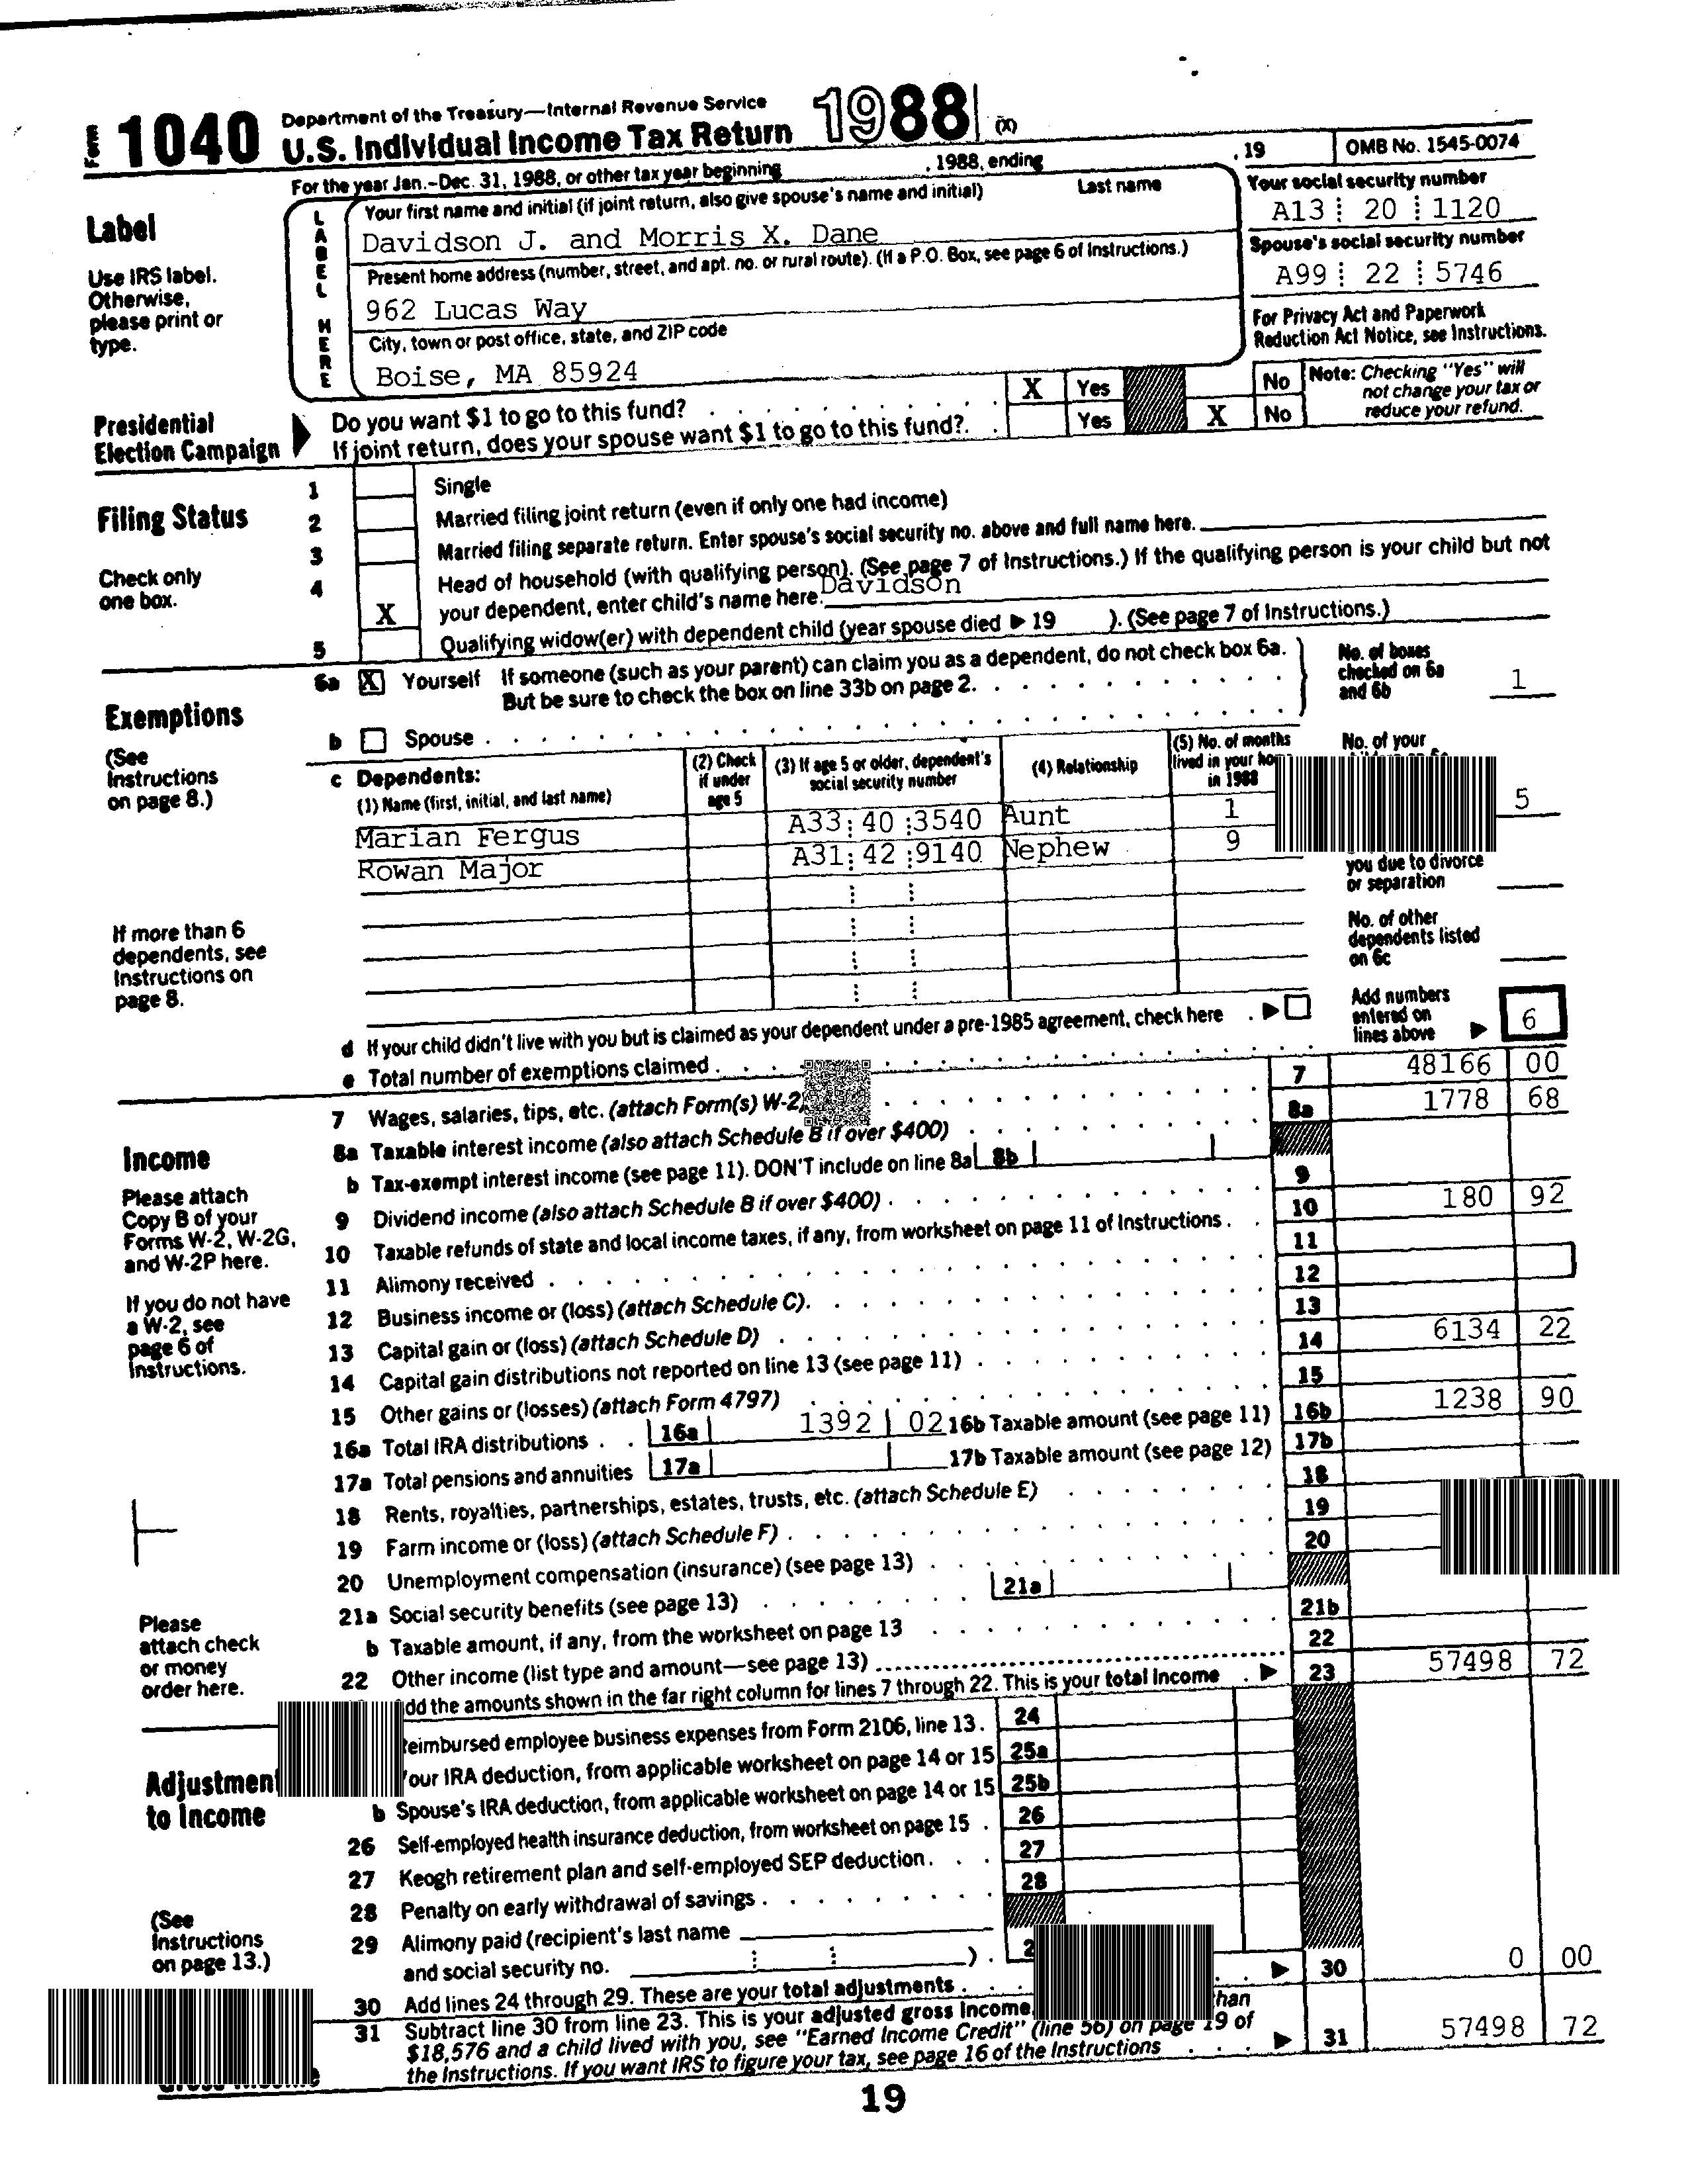 Form 1040 Department of the Treasury—Internal Revenue Service
U.S. Individual Income Tax Return 1988 (X)
For the year Jan.-Dec. 31, 1988, or other tax year beginning , 1988, ending , 19 OMB No. 1545-0074
Label
Use IRS label.
Otherwise,
please print or
type.
LABEL HERE
Your first name and initial (if joint return, also give spouse's name and initial) Last name
Davidson J. and Morris X. Dane
Present home address (number, street, and apt. no. or rural route). (If a P.O. Box, see page 6 of Instructions.)
962 Lucas Way
City, town or post office, state, and ZIP code
Boise, MA 85924
Your social security number
A13 20 1120
Spouse's social security number
A99 22 5746
For Privacy Act and Paperwork
Reduction Act Notice, see Instructions.
Presidential
Election Campaign
Do you want $1 to go to this fund? X Yes No
If joint return, does your spouse want $1 to go to this fund?. Yes X No
Note: Checking "Yes" will
not change your tax or
reduce your refund.
Filing Status
Check only
one box.
1 Single
2 Married filing joint return (even if only one had income)
3 Married filing separate return. Enter spouse's social security no. above and full name here.
4 Head of household (with qualifying person). (See page 7 of Instructions.) If the qualifying person is your child but not
X your dependent, enter child's name here. Davidson
5 Qualifying widow(er) with dependent child (year spouse died ▶ 19 ). (See page 7 of Instructions.)
Exemptions
(See
Instructions
on page 8.)
If more than 6
dependents, see
Instructions on
page 8.
6a X Yourself If someone (such as your parent) can claim you as a dependent, do not check box 6a.
But be sure to check the box on line 33b on page 2.
b Spouse
No. of boxes
checked on 6a
and 6b 1
c Dependents:
(1) Name (first, initial, and last name)
(2) Check
if under
age 5
(3) If age 5 or older, dependent's
social security number
(4) Relationship
(5) No. of months
lived in your
in 1988
Marian Fergus A33 40 3540 Aunt 1
Rowan Major A31 42 9140 Nephew 9
No. of your
5
you due to divorce
or separation
No. of other
dependents listed
on 6c
Add numbers
entered on
lines above ▶ 6
d If your child didn't live with you but is claimed as your dependent under a pre-1985 agreement, check here ▶
e Total number of exemptions claimed
Income
Please attach
Copy B of your
Forms W-2, W-2G,
and W-2P here.
If you do not have
a W-2, see
page 6 of
Instructions.
Please
attach check
or money
order here.
7 Wages, salaries, tips, etc. (attach Form(s) W-2) 7 48166 00
8a Taxable interest income (also attach Schedule B if over $400) 8a 1778 68
b Tax-exempt interest income (see page 11). DON'T include on line 8a 8b
9 Dividend income (also attach Schedule B if over $400) 9
10 Taxable refunds of state and local income taxes, if any, from worksheet on page 11 of Instructions 10 180 92
11 Alimony received 11
12 Business income or (loss) (attach Schedule C) 12
13 Capital gain or (loss) (attach Schedule D) 13
14 Capital gain distributions not reported on line 13 (see page 11) 14 6134 22
15 Other gains or (losses) (attach Form 4797) 15
16a Total IRA distributions 16a 1392 02 16b Taxable amount (see page 11) 16b 1238 90
17a Total pensions and annuities 17a 17b Taxable amount (see page 12) 17b
18 Rents, royalties, partnerships, estates, trusts, etc. (attach Schedule E) 18
19 Farm income or (loss) (attach Schedule F) 19
20 Unemployment compensation (insurance) (see page 13) 20
21a Social security benefits (see page 13) 21a
b Taxable amount, if any, from the worksheet on page 13 21b
22 Other income (list type and amount—see page 13) 22
the amounts shown in the far right column for lines 7 through 22. This is your total income ▶ 23 57498 72
Adjustment
to Income
(See
Instructions
on page 13.)
employee business expenses from Form 2106, line 13. 24
IRA deduction, from applicable worksheet on page 14 or 15 25a
b Spouse's IRA deduction, from applicable worksheet on page 14 or 15 25b
26 Self-employed health insurance deduction, from worksheet on page 15 26
27 Keogh retirement plan and self-employed SEP deduction 27
28 Penalty on early withdrawal of savings 28
29 Alimony paid (recipient's last name
and social security no. ).
30 Add lines 24 through 29. These are your total adjustments ▶ 30 0 00
31 Subtract line 30 from line 23. This is your adjusted gross income. than
$18,576 and a child lived with you, see "Earned Income Credit" (line 56) on page 19 of
the Instructions. If you want IRS to figure your tax, see page 16 of the Instructions ▶ 31 57498 72
19